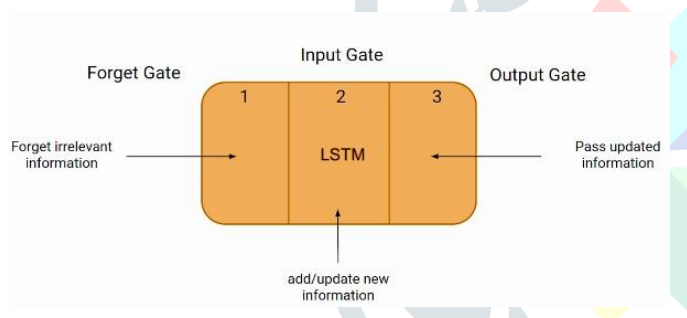 Input Gate
Forget Gate
Output Gate
1
2
3
Forget irrelevant
information
LSTM
Pass updated
information
add/update new
information